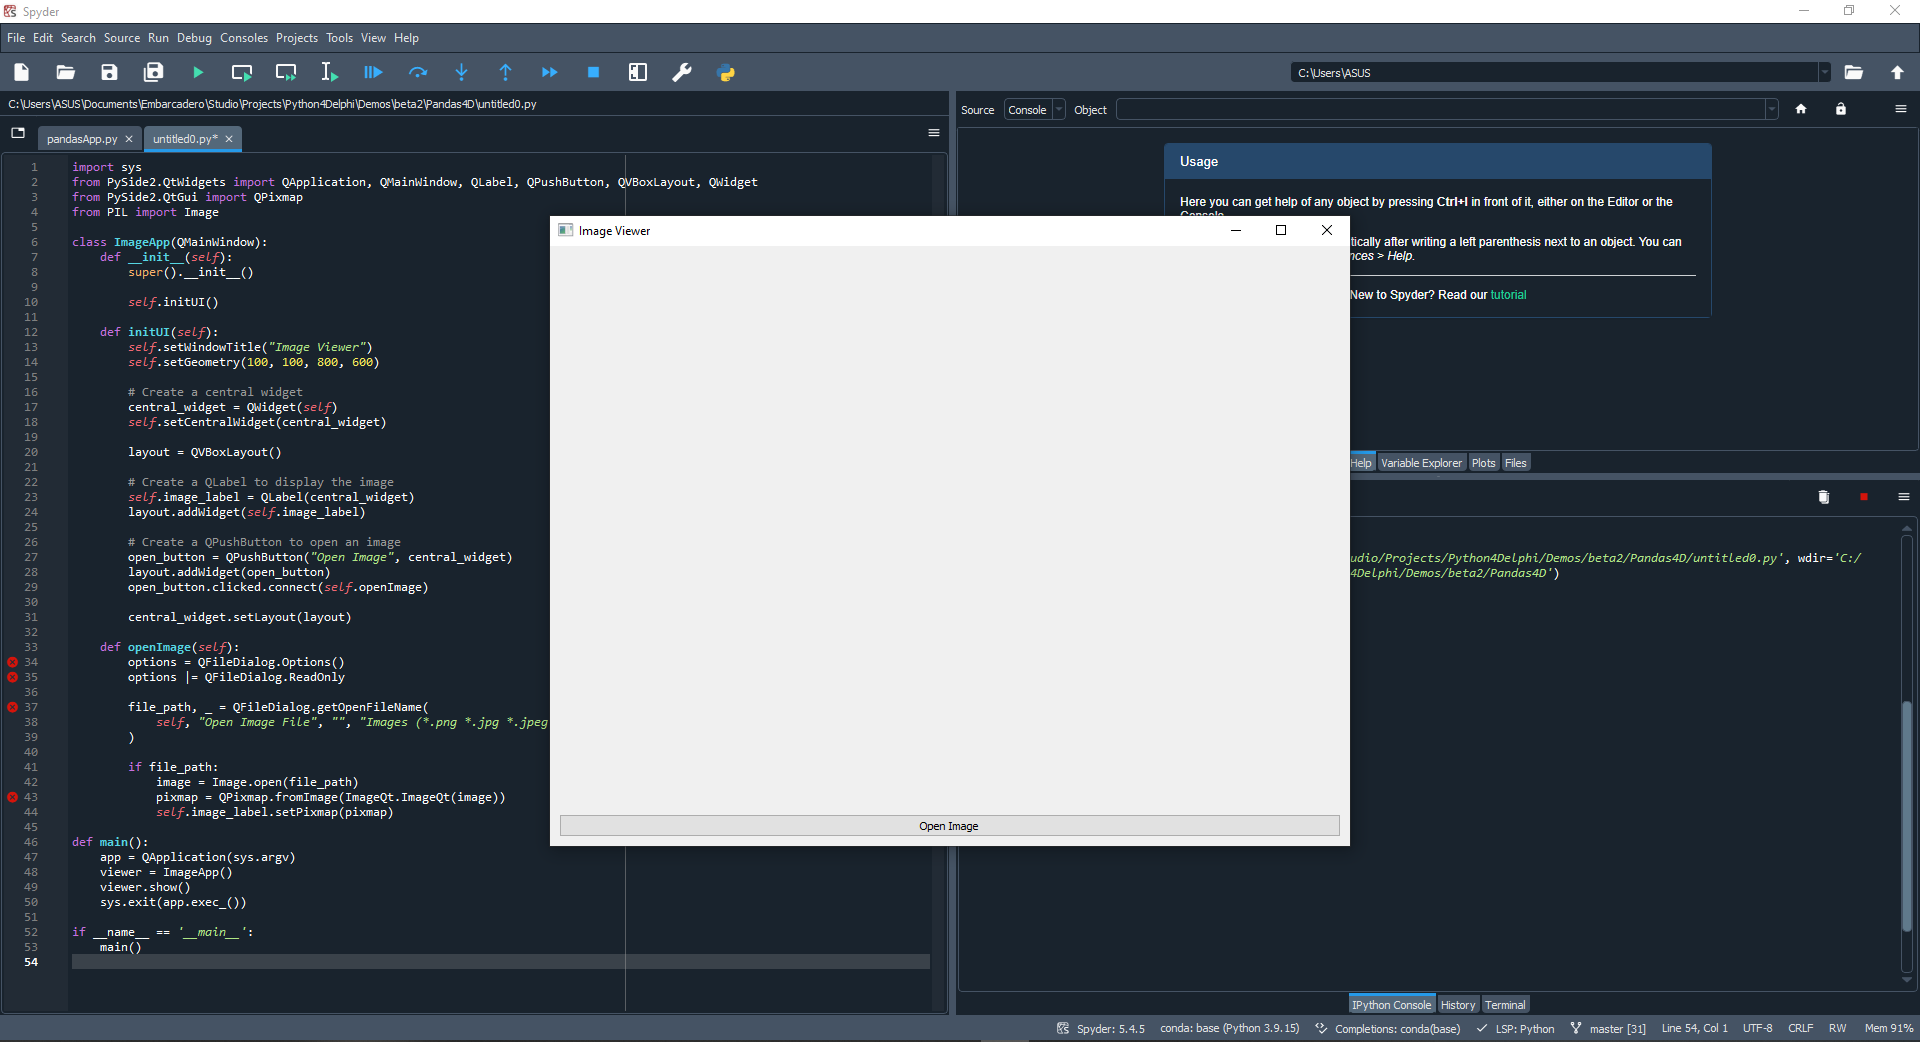 Spyder
File Edit Search Source Run Debug Consoles Projects Tools View Help
C:\Users\ASUS
C:\Users\ASUS\Documents\Embarcadero\Studio\Projects\Python4Delphi\Demos\beta2\Pandas4D\untitled0.py
pandasApp.py
untitled0.py*
1 import sys
2 from PySide2.QtWidgets import QApplication, QMainWindow, QLabel, QPushButton, QVBoxLayout, QWidget
3 from PySide2.QtGui import QPixmap
4 from PIL import Image
5
6 class ImageApp(QMainWindow):
7     def __init__(self):
8         super().__init__()
9
10         self.initUI()
11
12     def initUI(self):
13         self.setWindowTitle("Image Viewer")
14         self.setGeometry(100, 100, 800, 600)
15
16         # Create a central widget
17         central_widget = QWidget(self)
18         self.setCentralWidget(central_widget)
19
20         layout = QVBoxLayout()
21
22         # Create a QLabel to display the image
23         self.image_label = QLabel(central_widget)
24         layout.addWidget(self.image_label)
25
26         # Create a QPushButton to open an image
27         open_button = QPushButton("Open Image", central_widget)
28         layout.addWidget(open_button)
29         open_button.clicked.connect(self.openImage)
30
31         central_widget.setLayout(layout)
32
33     def openImage(self):
34         options = QFileDialog.Options()
35         options |= QFileDialog.ReadOnly
36
37         file_path, _ = QFileDialog.getOpenFileName(
38             self, "Open Image File", "", "Images (*.png *.jpg *.jpeg
39         )
40
41         if file_path:
42             image = Image.open(file_path)
43             pixmap = QPixmap.fromImage(ImageQt.ImageQt(image))
44             self.image_label.setPixmap(pixmap)
45
46 def main():
47     app = QApplication(sys.argv)
48     viewer = ImageApp()
49     viewer.show()
50     sys.exit(app.exec_())
51
52 if __name__ == '__main__':
53     main()
54
Image Viewer
Open Image
Source Console Object
Usage
Here you can get help of any object by pressing Ctrl+I in front of it, either on the Editor or the
Console.
tically after writing a left parenthesis next to an object. You can
nces > Help.
New to Spyder? Read our tutorial
Help Variable Explorer Plots Files
udio/Projects/Python4Delphi/Demos/beta2/Pandas4D/untitled0.py', wdir='C:/
4Delphi/Demos/beta2/Pandas4D')
IPython Console History Terminal
Spyder: 5.4.5 conda: base (Python 3.9.15) Completions: conda(base) LSP: Python master [31] Line 54, Col 1 UTF-8 CRLF RW Mem 91%